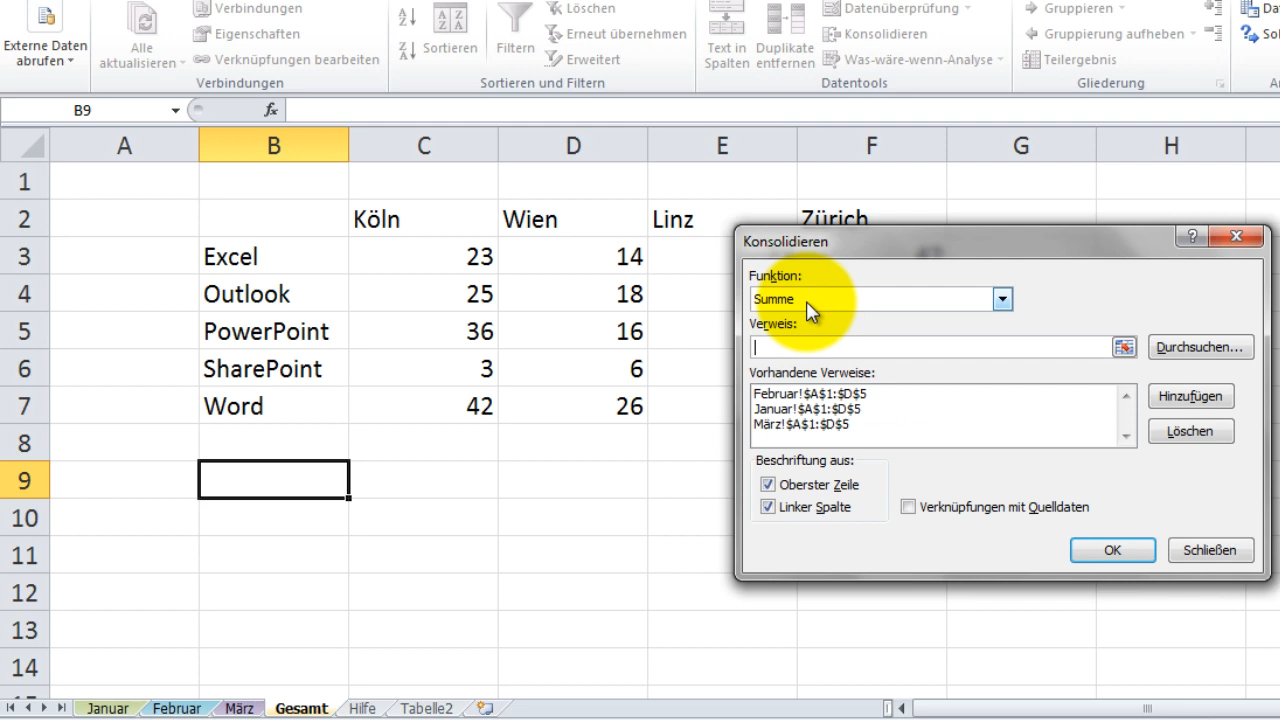 Externe Daten abrufen
Alle aktualisieren
Verbindungen
Eigenschaften
Verknüpfungen bearbeiten
Verbindungen
Sortieren
Filtern
Löschen
Erneut übernehmen
Erweitert
Sortieren und Filtern
Text in Spalten
Duplikate entfernen
Datenüberprüfung
Konsolidieren
Was-wäre-wenn-Analyse
Datentools
Gruppieren
Gruppierung aufheben
Teilergebnis
Gliederung
B9 fx
A B C D E F G H
1
2 Köln Wien Linz Zürich
3 Excel 23 14
4 Outlook 25 18
5 PowerPoint 36 16
6 SharePoint 3 6
7 Word 42 26
8
9
10
11
12
13
14
Konsolidieren
Funktion:
Summe
Verweis:
Durchsuchen...
Vorhandene Verweise:
Februar!$A$1:$D$5
Januar!$A$1:$D$5
März!$A$1:$D$5
Hinzufügen
Löschen
Beschriftung aus:
Oberster Zeile
Linker Spalte
Verknüpfungen mit Quelldaten
OK Schließen
Januar Februar März Gesamt Hilfe Tabelle2